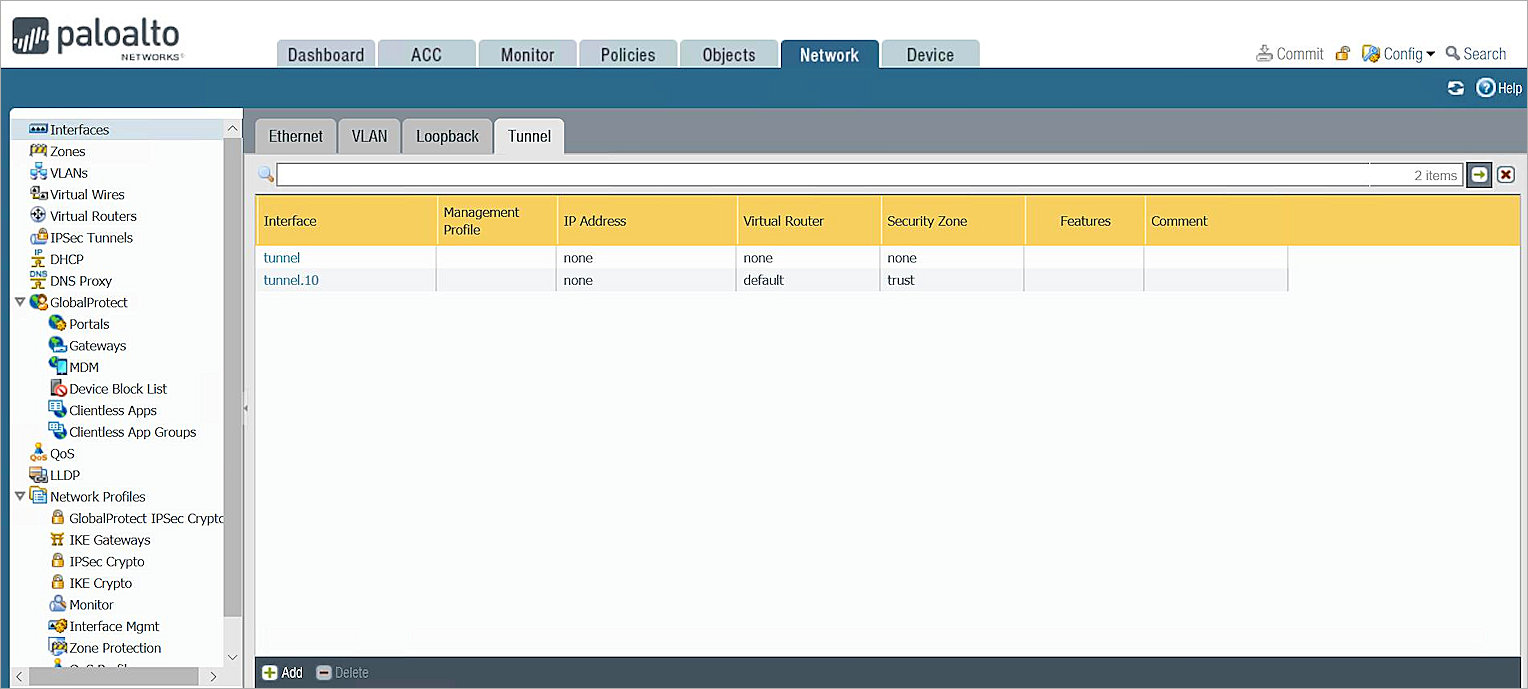 paloalto
NETWORKS®
Dashboard ACC Monitor Policies Objects Network Device
Commit Config Search
Help
Interfaces
Zones
VLANs
Virtual Wires
Virtual Routers
IPSec Tunnels
IP
DHCP
DNS
DNS Proxy
GlobalProtect
Portals
Gateways
MDM
Device Block List
Clientless Apps
Clientless App Groups
QoS
QoS
LLDP
Network Profiles
GlobalProtect IPSec Crypto
IKE Gateways
IPSec Crypto
IKE Crypto
Monitor
Interface Mgmt
Zone Protection
Ethernet VLAN Loopback Tunnel
2 items
Interface Management Profile IP Address Virtual Router Security Zone Features Comment
tunnel none none none
tunnel.10 none default trust
Add Delete